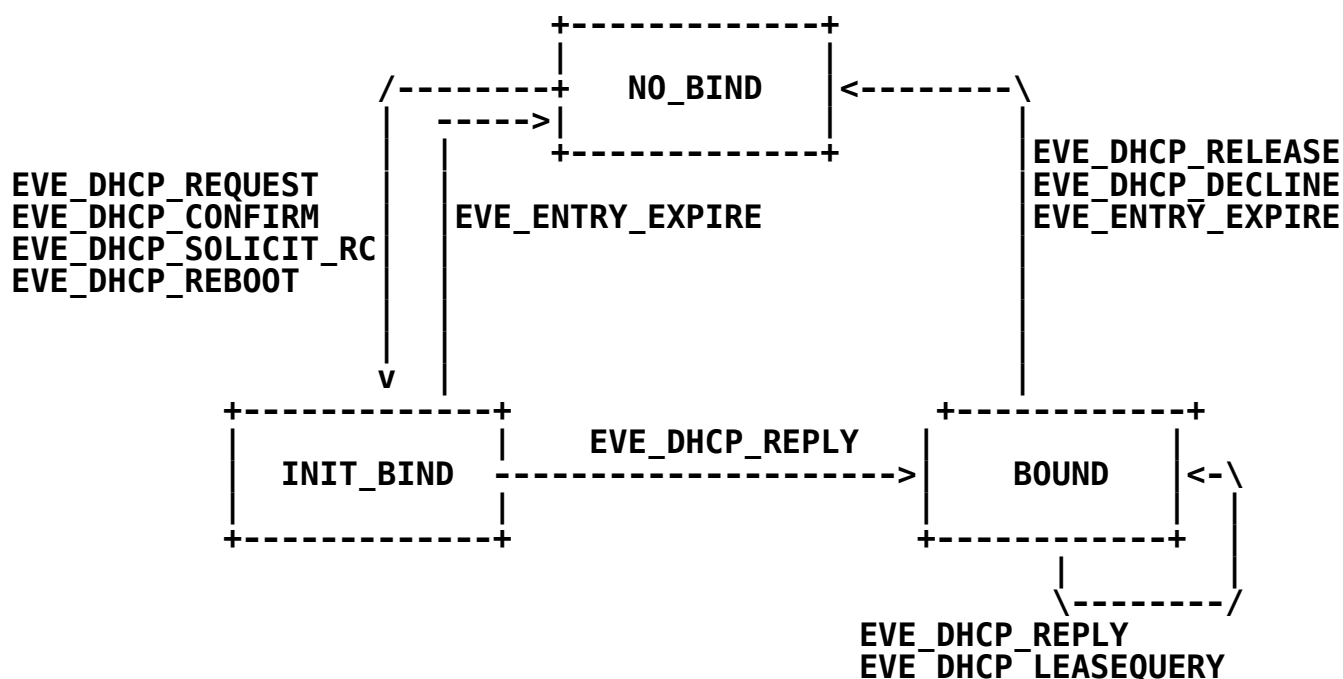 NO_BIND
EVE_DHCP_RELEASE
EVE_DHCP_REQUEST
EVE_DHCP_DECLINE
EVE_DHCP_CONFIRM
EVE_ENTRY_EXPIRE
EVE_ENTRY_EXPIRE
EVE_DHCP_SOLICIT_RC
EVE_DHCP_REBOOT
EVE_DHCP_REPLY
INIT_BIND
BOUND
EVE_DHCP_REPLY
EVE_DHCP_LEASEQUERY